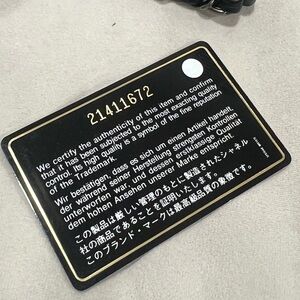 21411672
We certify the authenticity of this item and confirm
that it has been subjected to the most exacting quality
control. Its high quality is a symbol of the fine reputation
of the Trademark.
Wir bestätigen, dass es sich um einen Artikel handelt,
der während seiner Herstellung strengsten Kontrollen
unterworfen war und dessen erstklassige Qualität
dem hohen Ansehen unserer Marke entspricht.
この製品は厳しい管理のもとに製造されたシャネル
社の商品であることを証明いたします。
このブランド・マークは最高級品質の象徴です。